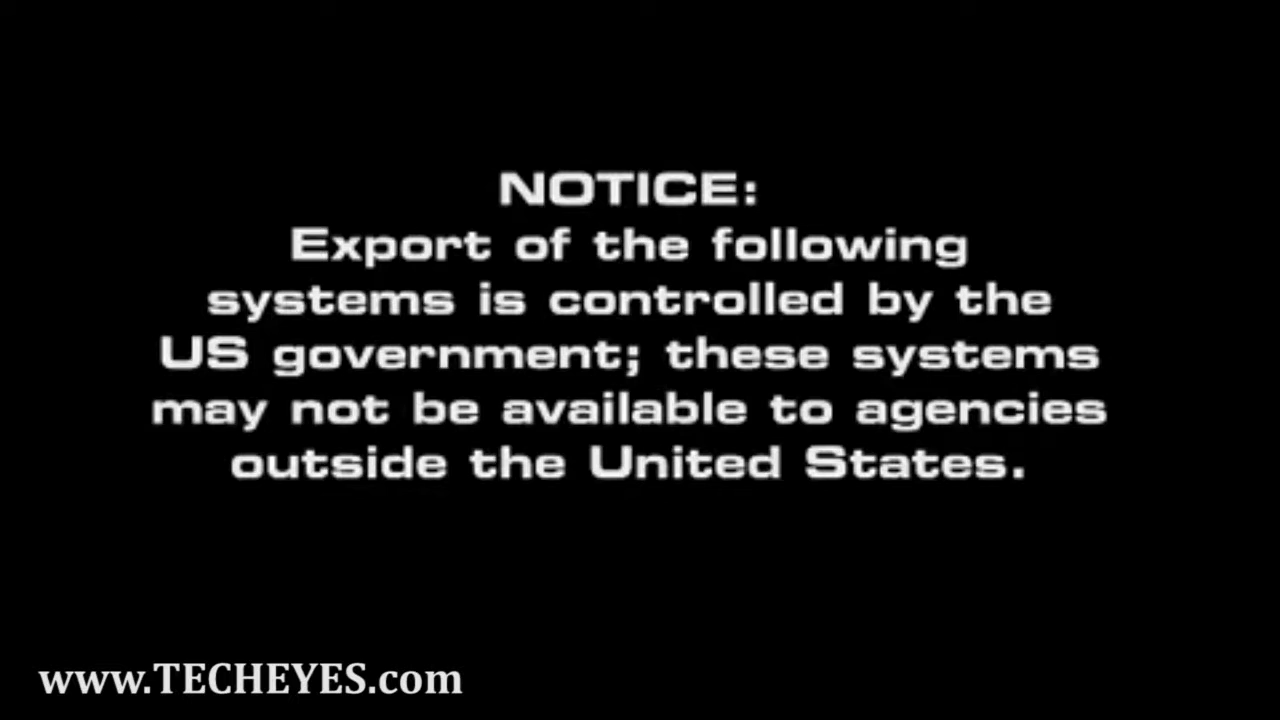 NOTICE:
Export of the following
systems is controlled by the
US government; these systems
may not be available to agencies
outside the United States.
www.TECHEYES.com